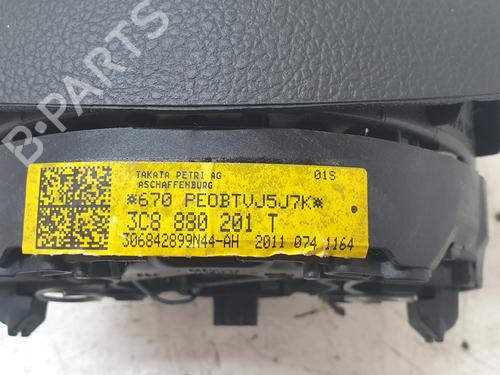 B-PARTS
TAKATA PETRI AG 01S
ASCHAFFENBURG
*670 PEOBTVJ5J7K*
3C8 880 201 T
306842899N44-AH 2011 074 1164